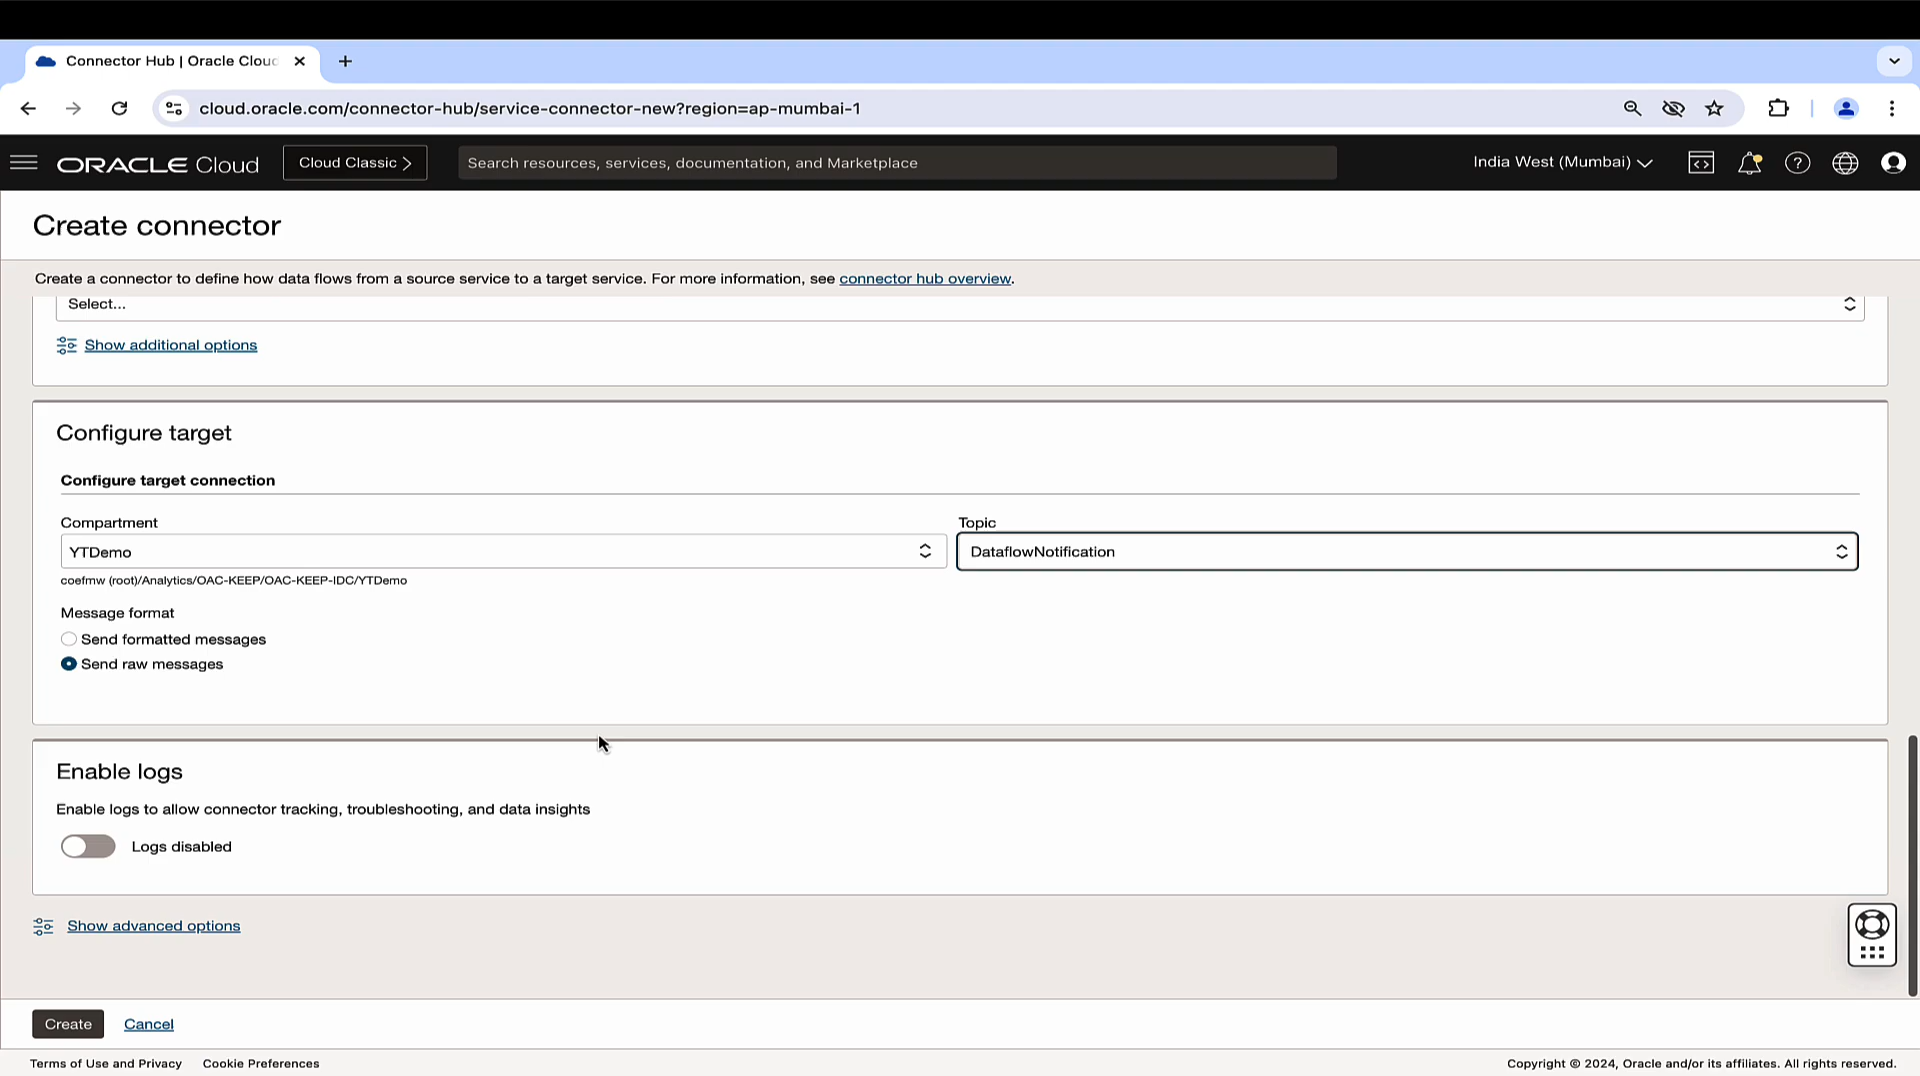 Connector Hub | Oracle Cloud
cloud.oracle.com/connector-hub/service-connector-new?region=ap-mumbai-1
ORACLE Cloud
Cloud Classic
Search resources, services, documentation, and Marketplace
India West (Mumbai)
Create connector
Create a connector to define how data flows from a source service to a target service. For more information, see connector hub overview.
Select...
Show additional options
Configure target
Configure target connection
Compartment
Topic
YTDemo
DataflowNotification
coefmw (root)/Analytics/OAC-KEEP/OAC-KEEP-IDC/YTDemo
Message format
Send formatted messages
Send raw messages
Enable logs
Enable logs to allow connector tracking, troubleshooting, and data insights
Logs disabled
Show advanced options
Create
Cancel
Terms of Use and Privacy
Cookie Preferences
Copyright © 2024, Oracle and/or its affiliates. All rights reserved.